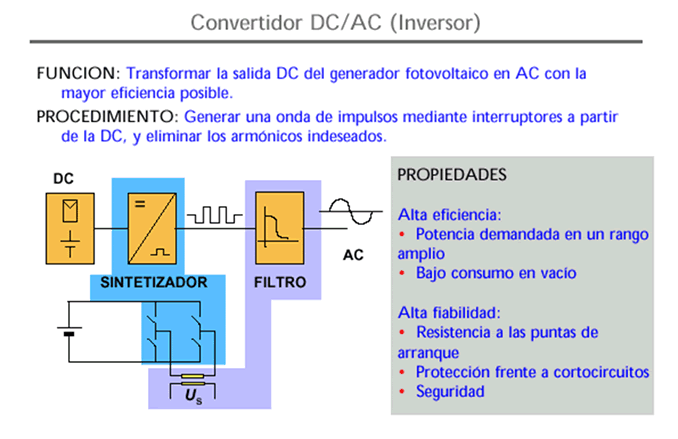 Convertidor DC/AC (Inversor)
FUNCION: Transformar la salida DC del generador fotovoltaico en AC con la
mayor eficiencia posible.
PROCEDIMIENTO: Generar una onda de impulsos mediante interruptores a partir
de la DC, y eliminar los armónicos indeseados.
DC
AC
SINTETIZADOR
FILTRO
US
PROPIEDADES
Alta eficiencia:
• Potencia demandada en un rango
amplio
• Bajo consumo en vacío
Alta fiabilidad:
• Resistencia a las puntas de
arranque
• Protección frente a cortocircuitos
• Seguridad